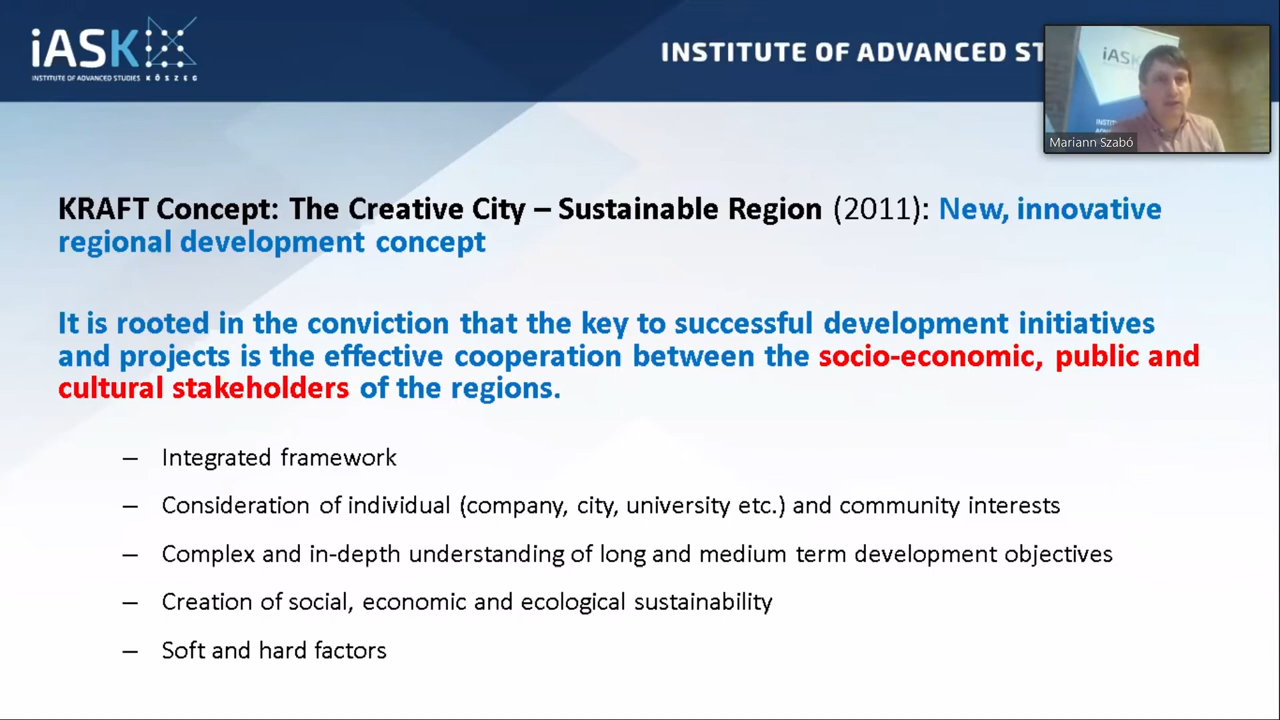 iASK
INSTITUTE OF ADVANCED STUDIES KŐSZEG
INSTITUTE OF ADVANCED ST
iASK
INSTI
ADVA
Mariann Szabó
KRAFT Concept: The Creative City – Sustainable Region (2011): New, innovative
regional development concept
It is rooted in the conviction that the key to successful development initiatives
and projects is the effective cooperation between the socio-economic, public and
cultural stakeholders of the regions.
– Integrated framework
– Consideration of individual (company, city, university etc.) and community interests
– Complex and in-depth understanding of long and medium term development objectives
– Creation of social, economic and ecological sustainability
– Soft and hard factors